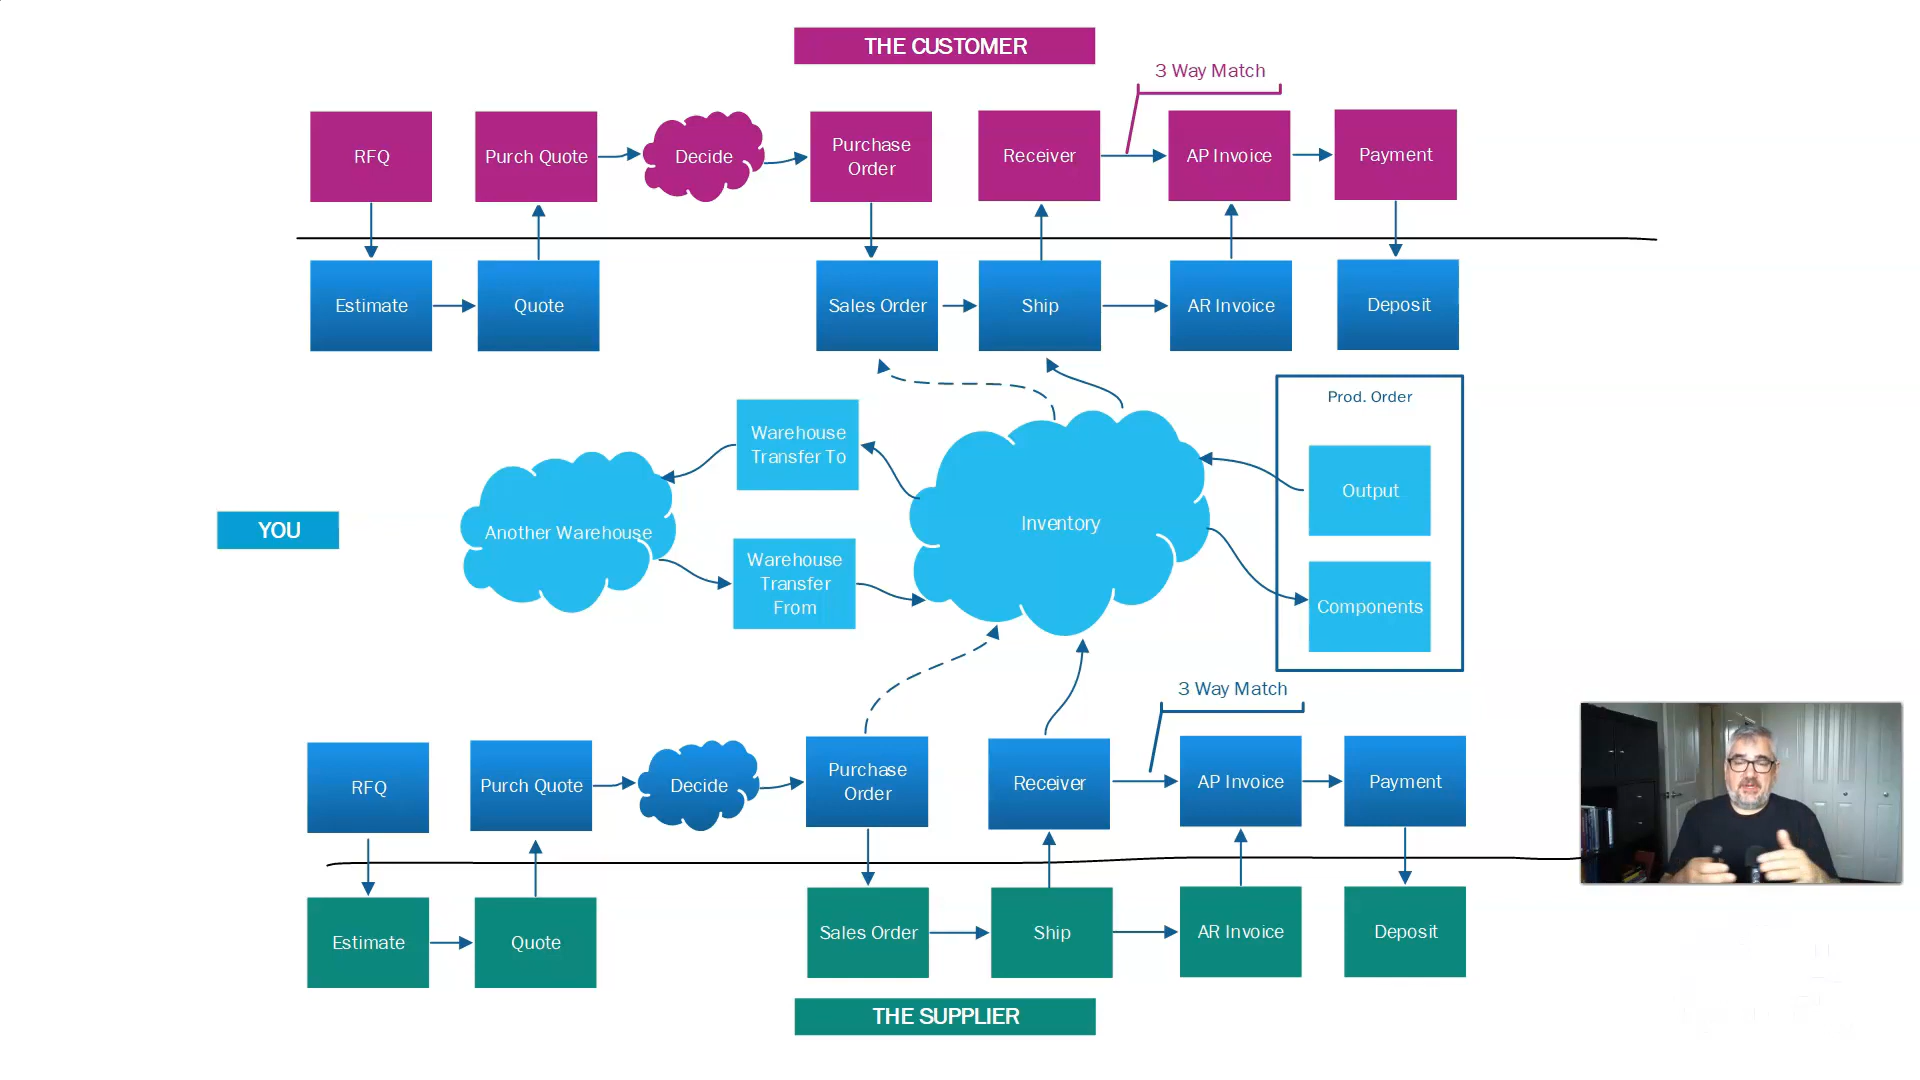 THE CUSTOMER
3 Way Match
RFQ
Purch Quote
Decide
Purchase
Order
Receiver
AP Invoice
Payment
Estimate
Quote
Sales Order
Ship
AR Invoice
Deposit
Prod. Order
Warehouse
Transfer To
Output
YOU
Another Warehouse
Inventory
Warehouse
Transfer
From
Components
3 Way Match
RFQ
Purch Quote
Decide
Purchase
Order
Receiver
AP Invoice
Payment
Estimate
Quote
Sales Order
Ship
AR Invoice
Deposit
THE SUPPLIER